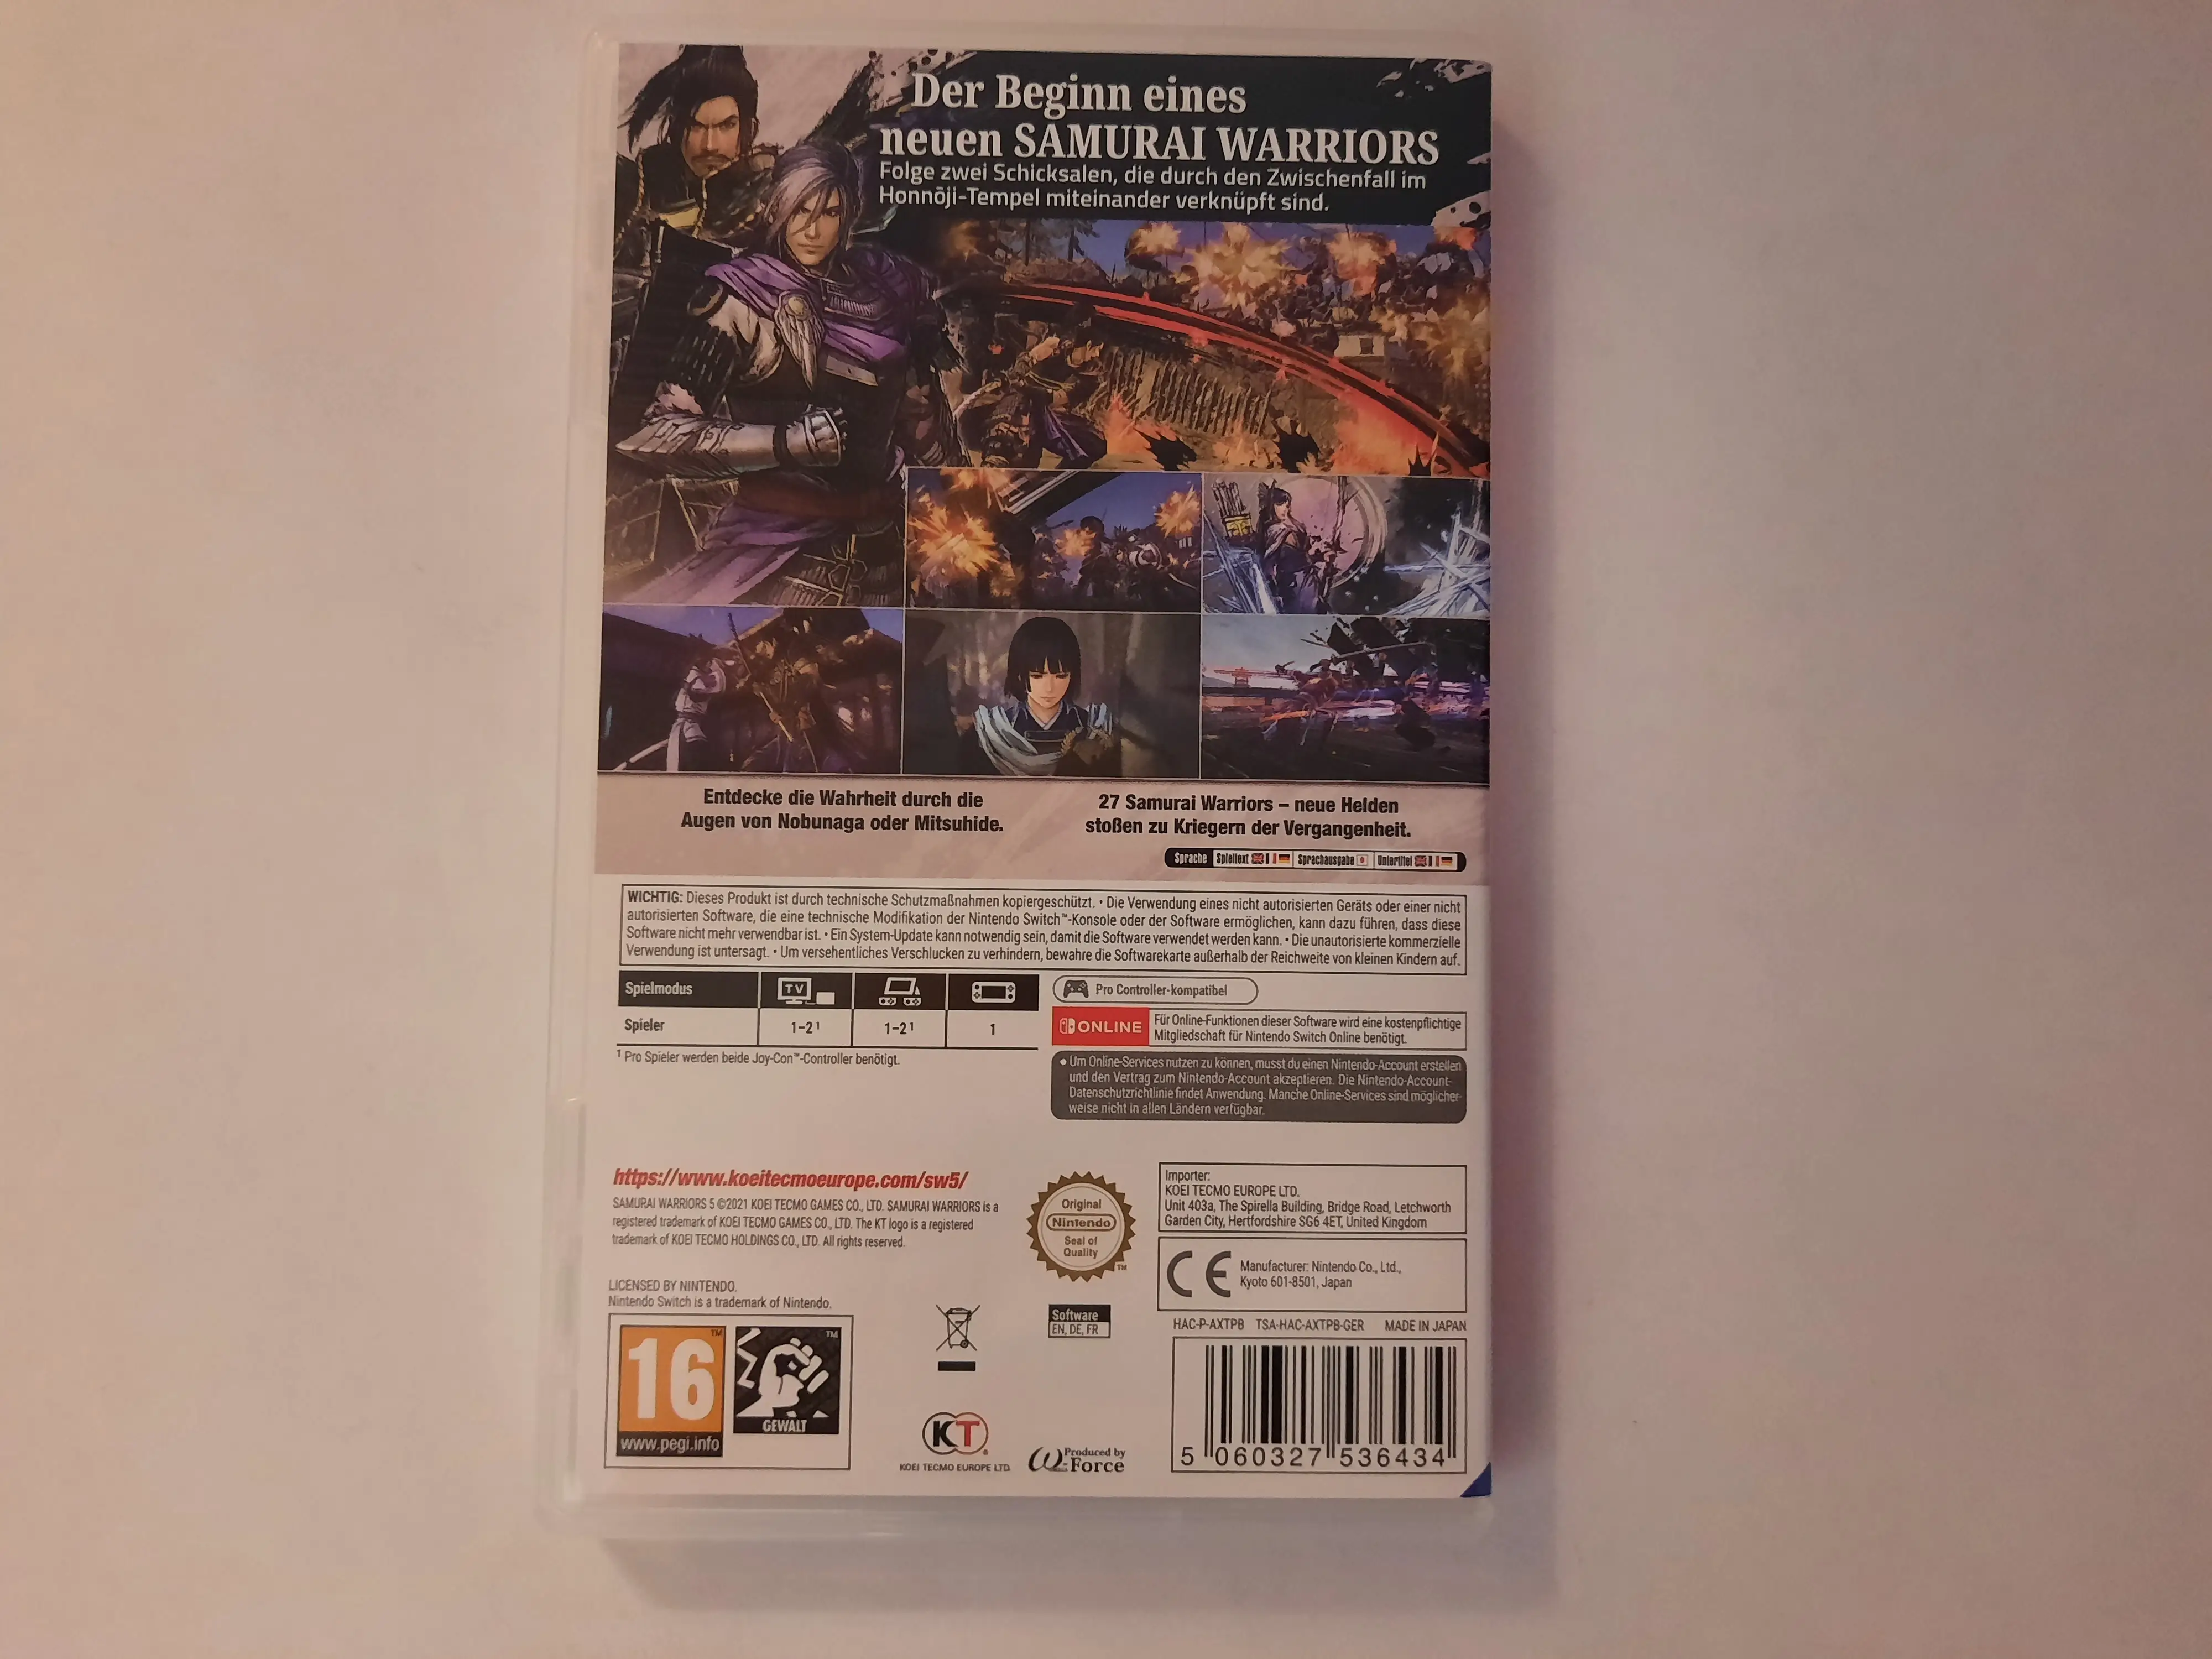 Der Beginn eines
neuen SAMURAI WARRIORS
Folge zwei Schicksalen, die durch den Zwischenfall im
Honnōji-Tempel miteinander verknüpft sind.
Entdecke die Wahrheit durch die
Augen von Nobunaga oder Mitsuhide.
27 Samurai Warriors – neue Helden
stoßen zu Kriegern der Vergangenheit.
Sprache Spieltext Sprachausgabe Untertitel
WICHTIG: Dieses Produkt ist durch technische Schutzmaßnahmen kopiergeschützt. • Die Verwendung eines nicht autorisierten Geräts oder einer nicht
autorisierten Software, die eine technische Modifikation der Nintendo Switch™-Konsole oder der Software ermöglichen, kann dazu führen, dass diese
Software nicht mehr verwendbar ist. • Ein System-Update kann notwendig sein, damit die Software verwendet werden kann. • Die unautorisierte kommerzielle
Verwendung ist untersagt. • Um versehentliches Verschlucken zu verhindern, bewahre die Softwarekarte außerhalb der Reichweite von kleinen Kindern auf.
Spielmodus TV
Spieler 1-2¹ 1-2¹ 1
¹ Pro Spieler werden beide Joy-Con™-Controller benötigt.
Pro Controller-kompatibel
ONLINE
Für Online-Funktionen dieser Software wird eine kostenpflichtige
Mitgliedschaft für Nintendo Switch Online benötigt.
• Um Online-Services nutzen zu können, musst du einen Nintendo-Account erstellen
und den Vertrag zum Nintendo-Account akzeptieren. Die Nintendo-Account-
Datenschutzrichtlinie findet Anwendung. Manche Online-Services sind möglicher-
weise nicht in allen Ländern verfügbar.
https://www.koeitecmoeurope.com/sw5/
SAMURAI WARRIORS 5 ©2021 KOEI TECMO GAMES CO., LTD. SAMURAI WARRIORS is a
registered trademark of KOEI TECMO GAMES CO., LTD. The KT logo is a registered
trademark of KOEI TECMO HOLDINGS CO., LTD. All rights reserved.
LICENSED BY NINTENDO.
Nintendo Switch is a trademark of Nintendo.
Original
Nintendo
Seal of
Quality
TM
Importer:
KOEI TECMO EUROPE LTD.
Unit 403a, The Spirella Building, Bridge Road, Letchworth
Garden City, Hertfordshire SG6 4ET, United Kingdom
CE
Manufacturer: Nintendo Co., Ltd.,
Kyoto 601-8501, Japan
Software
EN, DE, FR
HAC-P-AXTPB TSA-HAC-AXTPB-GER MADE IN JAPAN
16 TM
www.pegi.info
TM
GEWALT
KT
KOEI TECMO EUROPE LTD.
Produced by
ω-Force
5 060327 536434